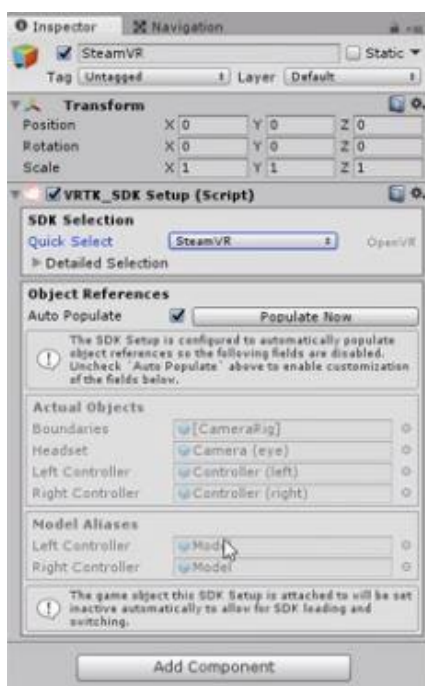 Inspector Navigation
SteamVR Static
Tag Untagged Layer Default
Transform
Position X 0 Y 0 Z 0
Rotation X 0 Y 0 Z 0
Scale X 1 Y 1 Z 1
VRTK_SDK Setup (Script)
SDK Selection
Quick Select SteamVR OpenVR
Detailed Selection
Object References
Auto Populate Populate Now
The SDK Setup is configured to automatically populate
object references so the following fields are disabled.
Uncheck `Auto Populate` above to enable customization
of the fields below.
Actual Objects
Boundaries [CameraRig]
Headset Camera (eye)
Left Controller Controller (left)
Right Controller Controller (right)
Model Aliases
Left Controller Model
Right Controller Model
The game object this SDK Setup is attached to will be set
inactive automatically to allow for SDK loading and
switching.
Add Component